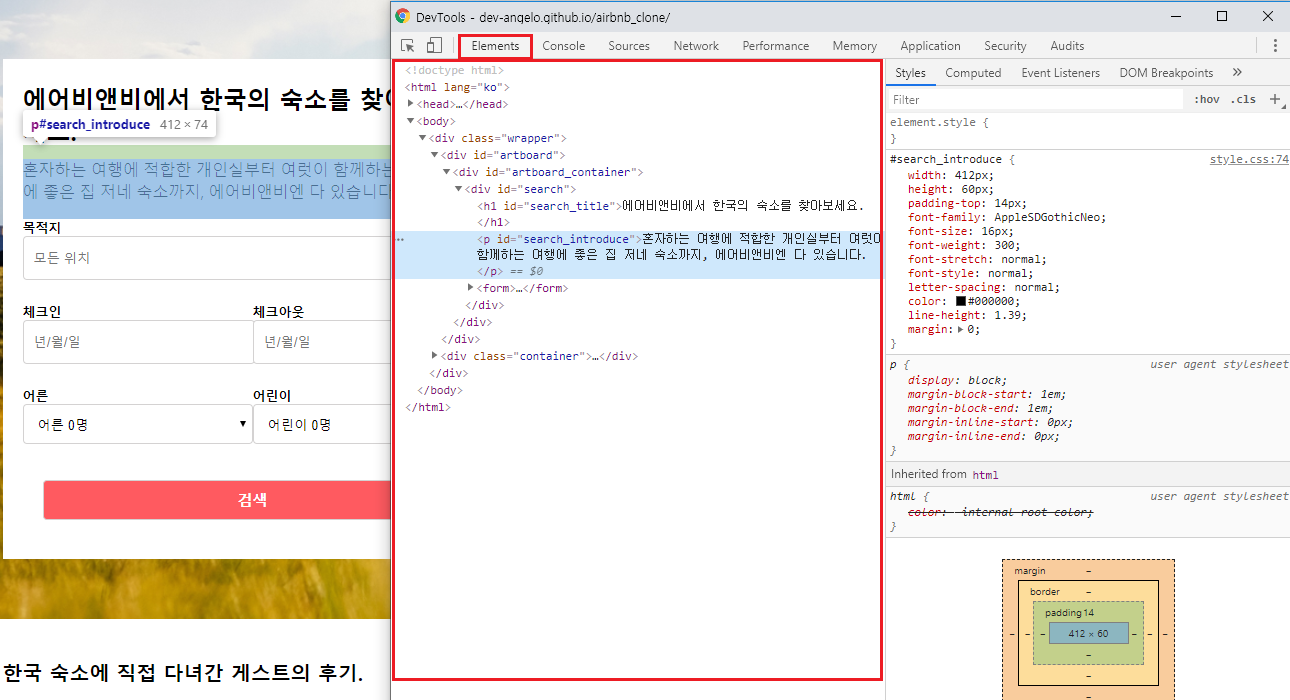 에어비앤비에서 한국의 숙소를 찾아
p#search_introduce 412 × 74
혼자하는 여행에 적합한 개인실부터 여럿이 함께하는
에 좋은 집 저네 숙소까지, 에어비앤비엔 다 있습니다
목적지
모든 위치
체크인 체크아웃
년/월/일 년/월/일
어른 어린이
어른 0명 어린이 0명
검색
한국 숙소에 직접 다녀간 게스트의 후기.
DevTools - dev-angelo.github.io/airbnb_clone/
Elements Console Sources Network Performance Memory Application Security Audits
<!doctype html>
<html lang="ko">
<head>…</head>
<body>
<div class="wrapper">
<div id="artboard">
<div id="artboard_container">
<div id="search">
<h1 id="search_title">에어비앤비에서 한국의 숙소를 찾아보세요.
</h1>
<p id="search_introduce">혼자하는 여행에 적합한 개인실부터 여럿이
함께하는 여행에 좋은 집 저네 숙소까지, 에어비앤비엔 다 있습니다.
</p> == $0
<form>…</form>
</div>
</div>
</div>
<div class="container">…</div>
</div>
</body>
</html>
Styles Computed Event Listeners DOM Breakpoints »
Filter :hov .cls +
element.style {
}
#search_introduce { style.css:74
width: 412px;
height: 60px;
padding-top: 14px;
font-family: AppleSDGothicNeo;
font-size: 16px;
font-weight: 300;
font-stretch: normal;
font-style: normal;
letter-spacing: normal;
color: #000000;
line-height: 1.39;
margin: 0;
}
p { user agent stylesheet
display: block;
margin-block-start: 1em;
margin-block-end: 1em;
margin-inline-start: 0px;
margin-inline-end: 0px;
}
Inherited from html
html { user agent stylesheet
color: -internal-root-color;
}
margin –
border –
padding 14
– – – 412 × 60 – – –
–
–
–